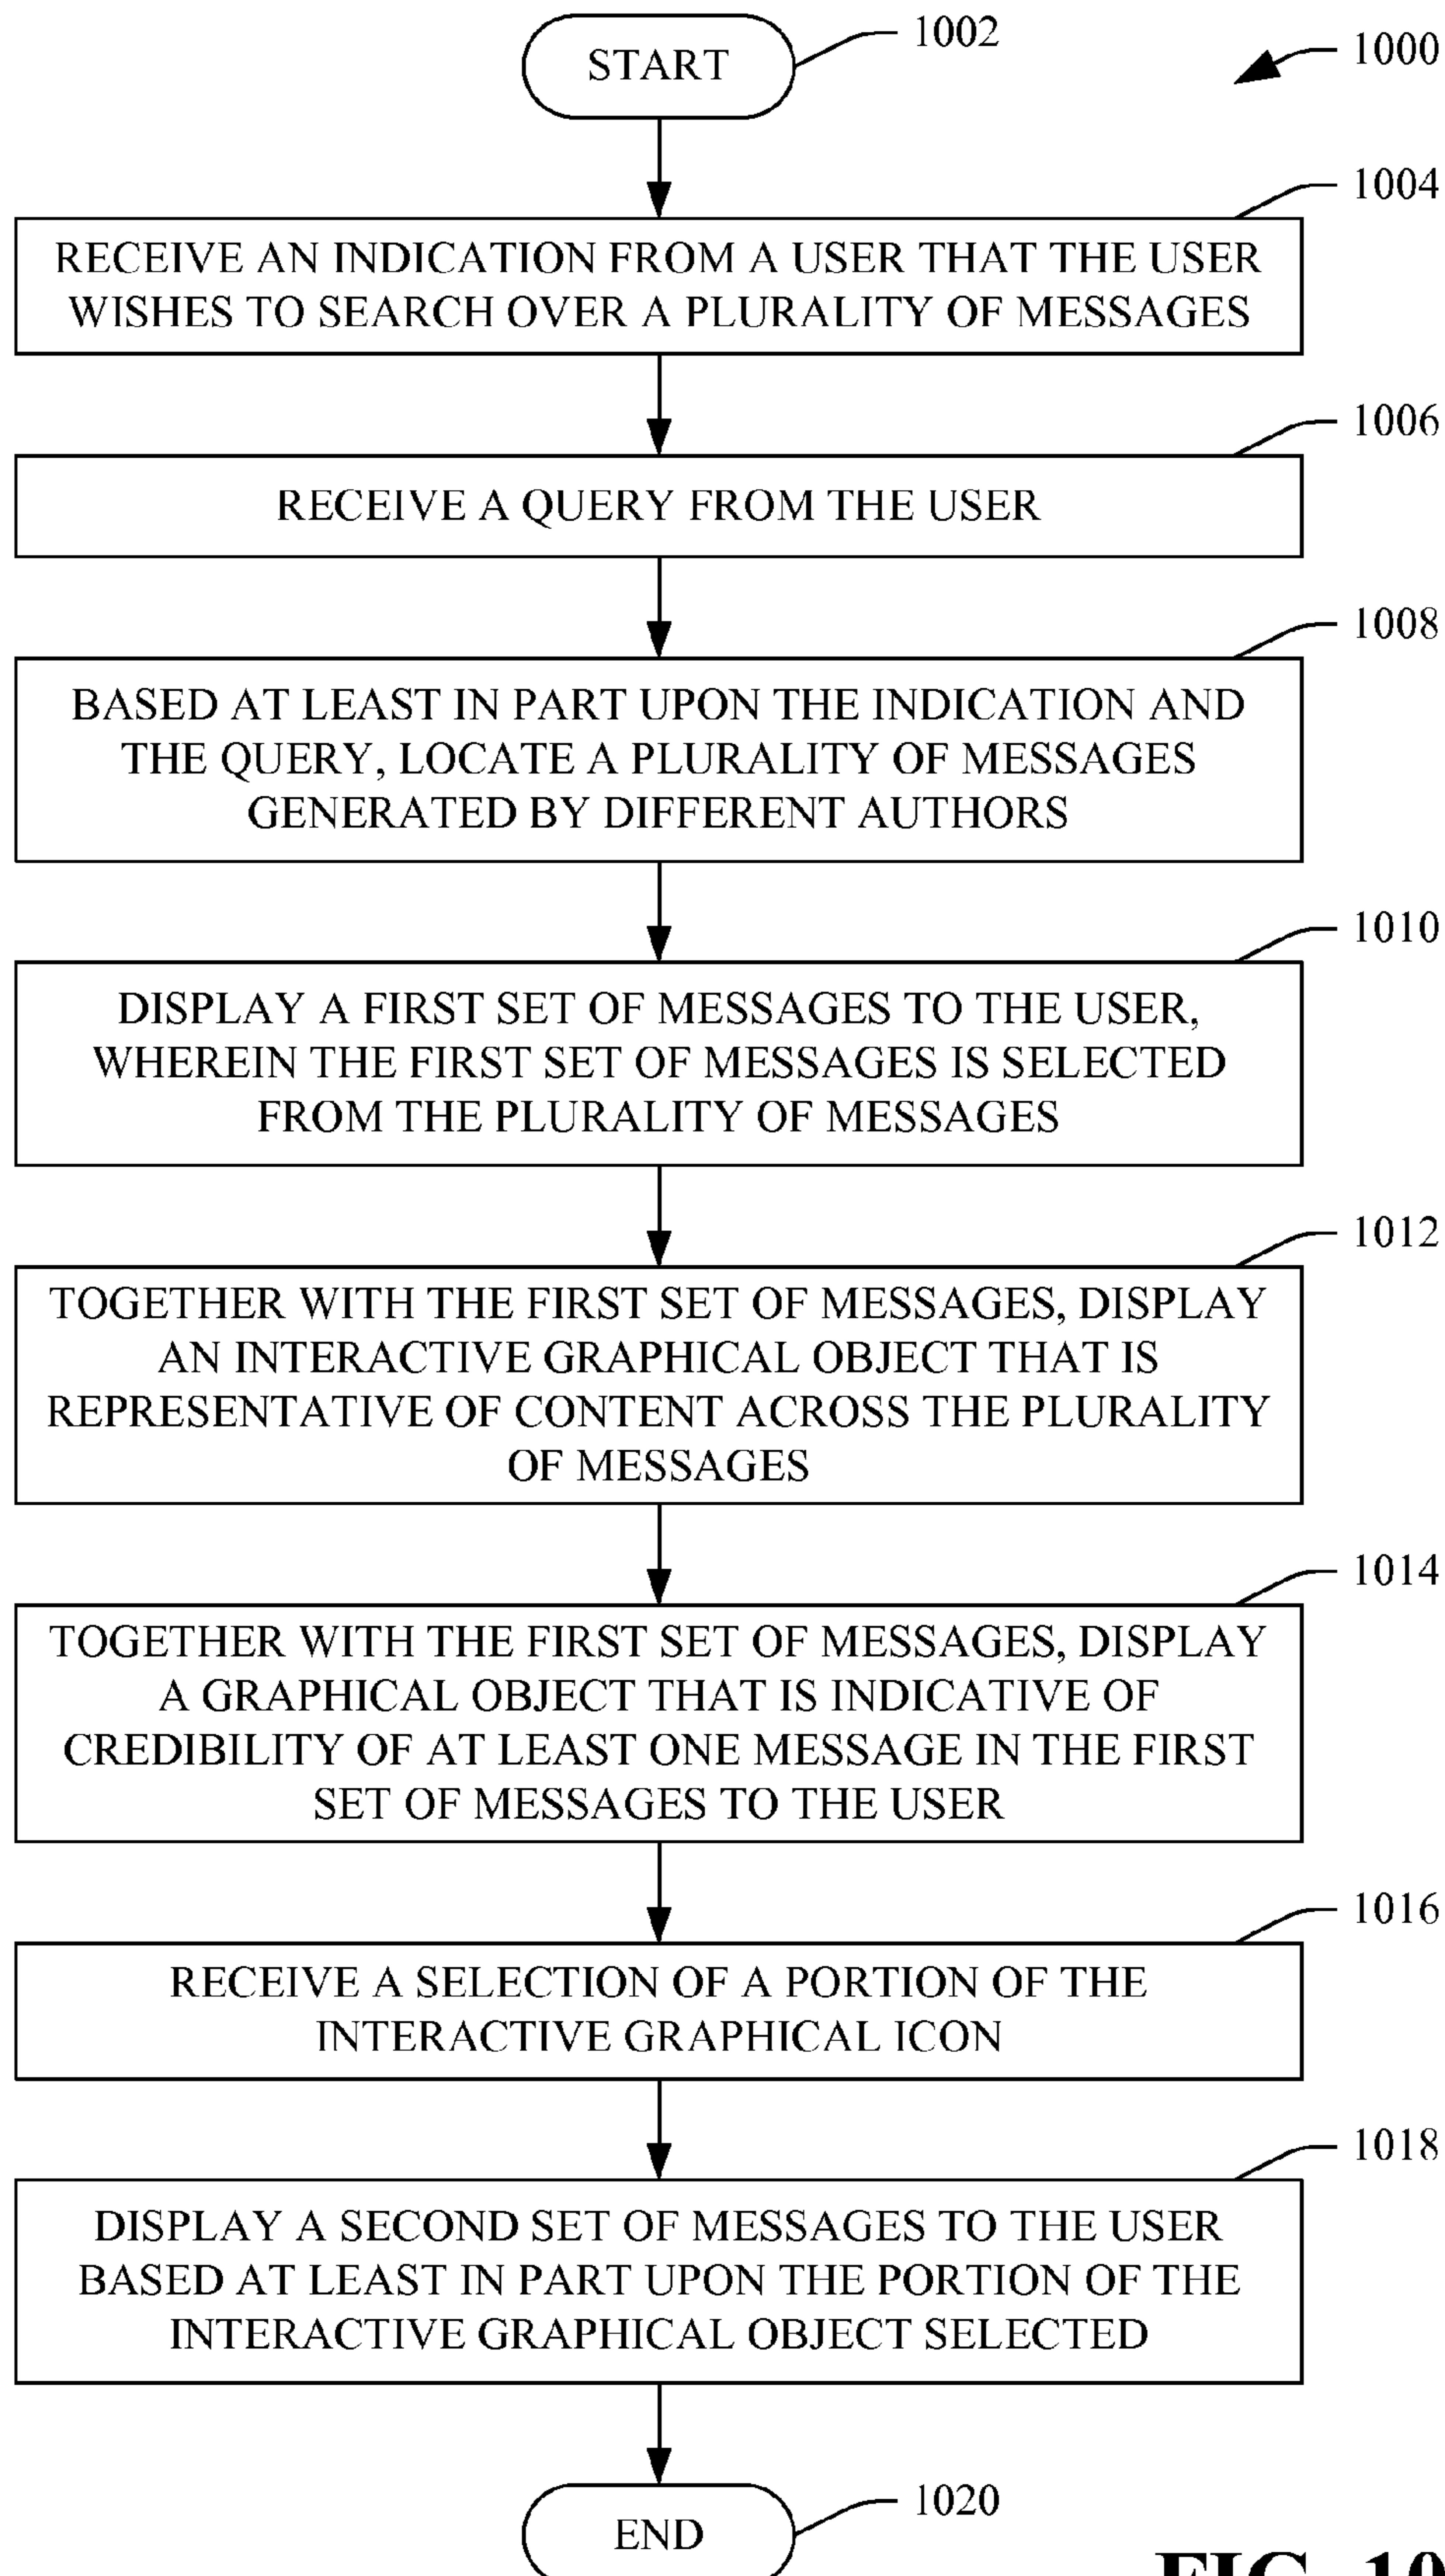 START
1002
1000
1004
RECEIVE AN INDICATION FROM A USER THAT THE USER
WISHES TO SEARCH OVER A PLURALITY OF MESSAGES
1006
RECEIVE A QUERY FROM THE USER
1008
BASED AT LEAST IN PART UPON THE INDICATION AND
THE QUERY, LOCATE A PLURALITY OF MESSAGES
GENERATED BY DIFFERENT AUTHORS
1010
DISPLAY A FIRST SET OF MESSAGES TO THE USER,
WHEREIN THE FIRST SET OF MESSAGES IS SELECTED
FROM THE PLURALITY OF MESSAGES
1012
TOGETHER WITH THE FIRST SET OF MESSAGES, DISPLAY
AN INTERACTIVE GRAPHICAL OBJECT THAT IS
REPRESENTATIVE OF CONTENT ACROSS THE PLURALITY
OF MESSAGES
1014
TOGETHER WITH THE FIRST SET OF MESSAGES, DISPLAY
A GRAPHICAL OBJECT THAT IS INDICATIVE OF
CREDIBILITY OF AT LEAST ONE MESSAGE IN THE FIRST
SET OF MESSAGES TO THE USER
1016
RECEIVE A SELECTION OF A PORTION OF THE
INTERACTIVE GRAPHICAL ICON
1018
DISPLAY A SECOND SET OF MESSAGES TO THE USER
BASED AT LEAST IN PART UPON THE PORTION OF THE
INTERACTIVE GRAPHICAL OBJECT SELECTED
1020
END
FIG. 10